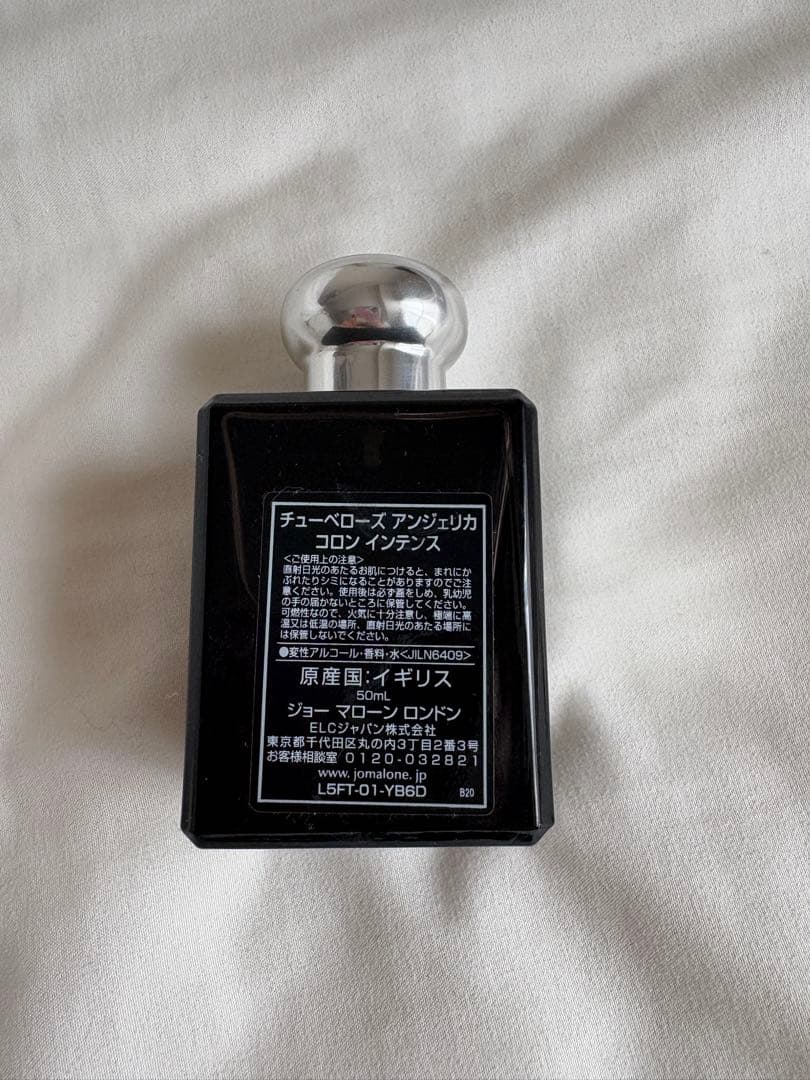 チューベローズ アンジェリカ
コロン インテンス
<ご使用上の注意>
直射日光のあたるお肌につけると、まれにか
ぶれたりシミになることがありますのでご注
意ください。使用後は必ず蓋をしめ、乳幼児
の手の届かないところに保管してください。
可燃性なので、火気に十分注意し、極端に高
温又は低温の場所、直射日光のあたる場所に
は保管しないでください。
●変性アルコール・香料・水<JILN6409>
原産国:イギリス
50mL
ジョー マローン ロンドン
ELCジャパン株式会社
東京都千代田区丸の内3丁目2番3号
お客様相談室 0120-032821
www.jomalone.jp
L5FT-01-YB6D B20